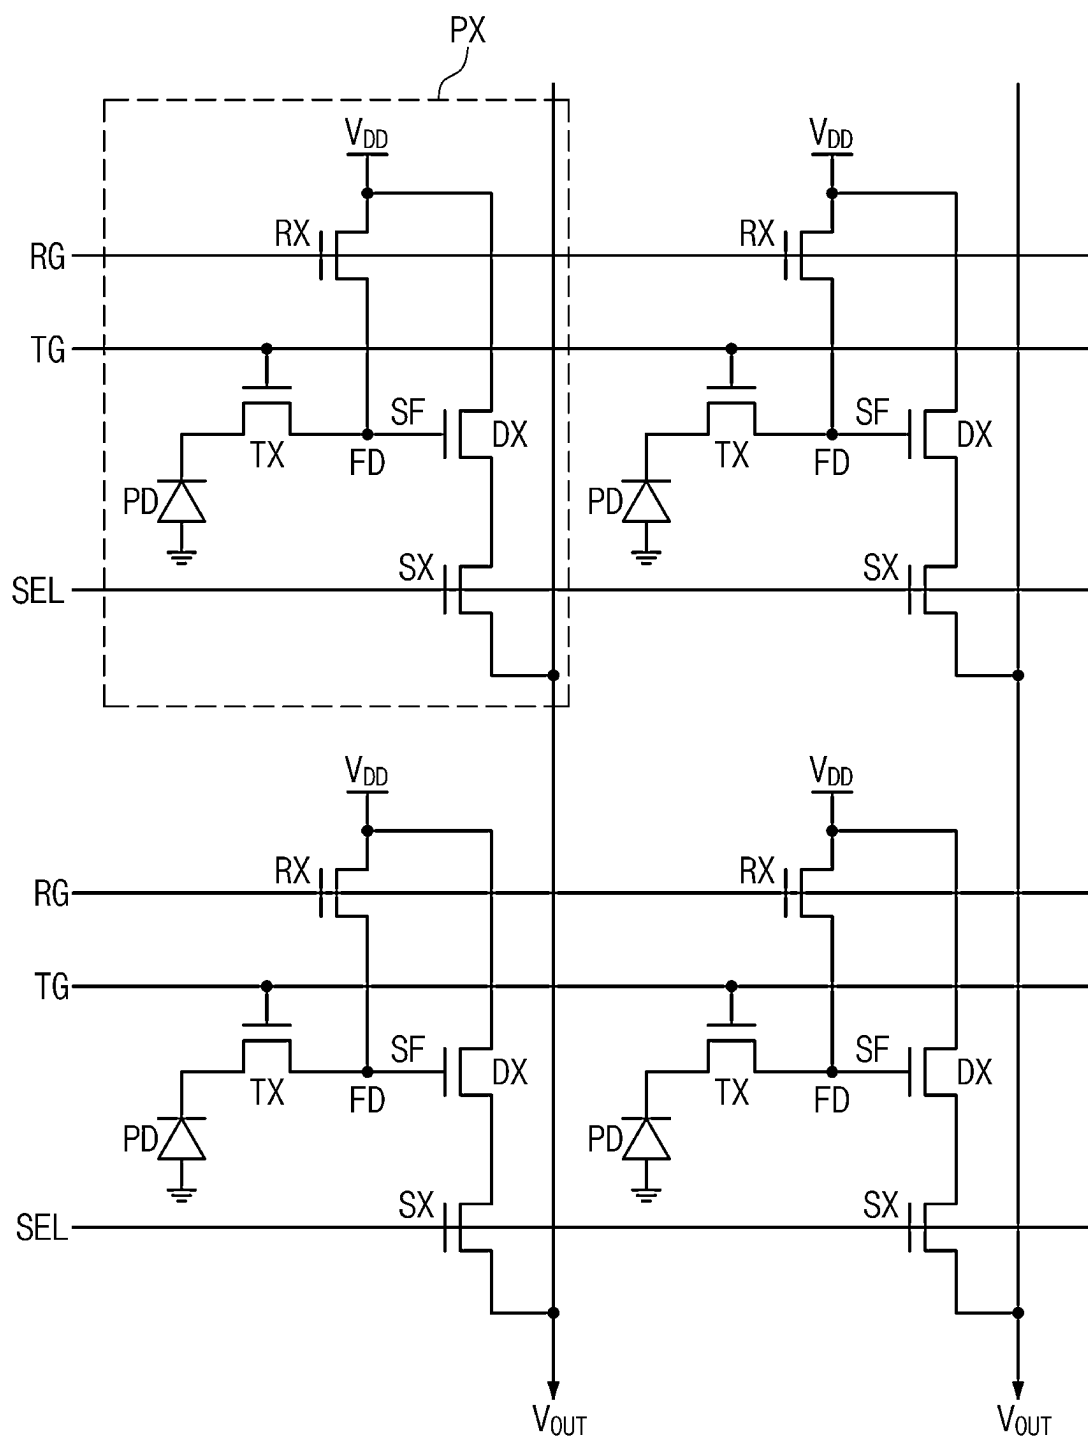 PX
VDD VDD
RX RX
RG
TG
SF SF
DX DX
TX FD TX FD
PD PD
SX SX
SEL
VDD VDD
RX RX
RG
TG
SF SF
DX DX
TX FD TX FD
PD PD
SX SX
SEL
VOUT VOUT